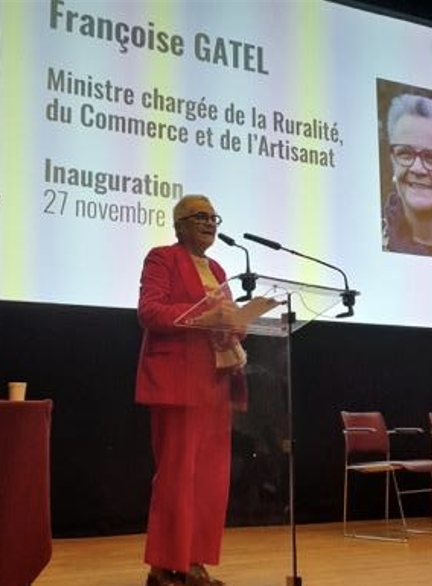 Françoise GATEL
Ministre chargée de la Ruralité,
du Commerce et de l'Artisanat
Inauguration
27 novembre